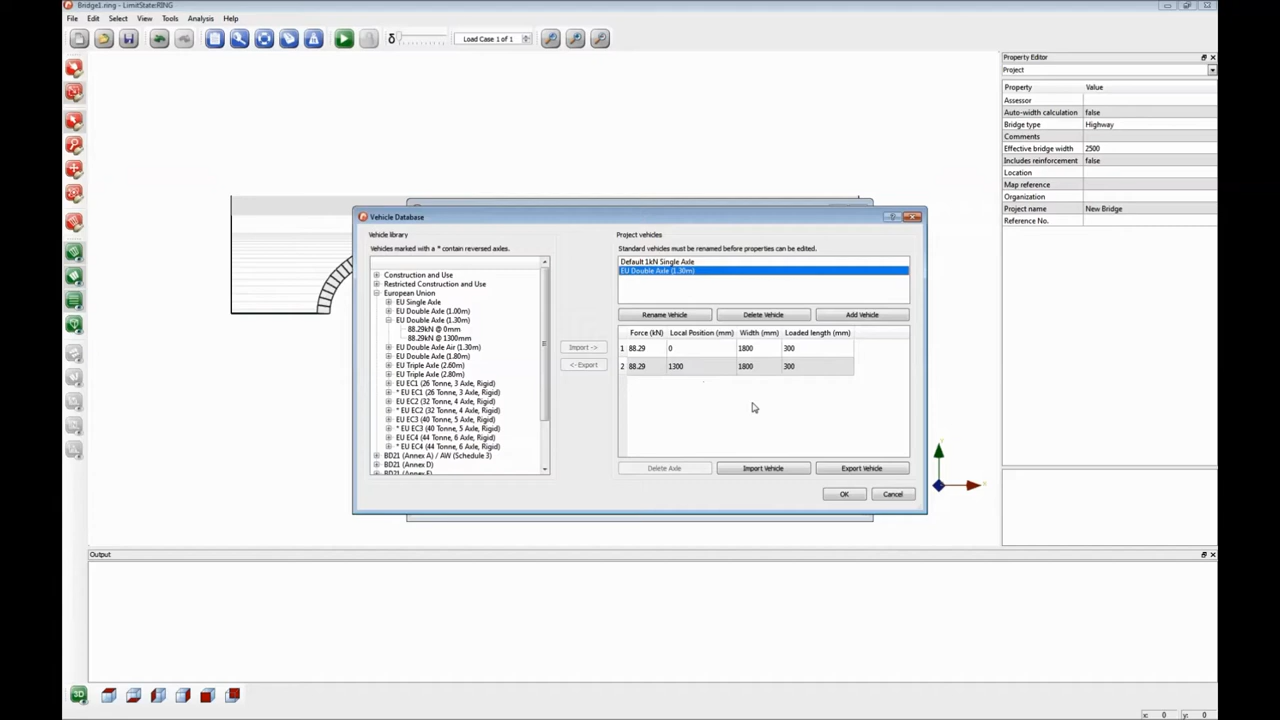 Bridge1.ring - LimitState:RING
File Edit Select View Tools Analysis Help
δ Load Case 1 of 1
Property Editor
Project
Property Value
Assessor
Auto-width calculation false
Bridge type Highway
Comments
Effective bridge width 2500
Includes reinforcement false
Location
Map reference
Organization
Project name New Bridge
Reference No.
Vehicle Database
Vehicle library
Vehicles marked with a * contain reversed axles.
Construction and Use
Restricted Construction and Use
European Union
EU Single Axle
EU Double Axle (1.00m)
EU Double Axle (1.30m)
88.29kN @ 0mm
88.29kN @ 1300mm
EU Double Axle Air (1.30m)
EU Double Axle (1.80m)
EU Triple Axle (2.60m)
EU Triple Axle (2.80m)
EU EC1 (26 Tonne, 3 Axle, Rigid)
* EU EC1 (26 Tonne, 3 Axle, Rigid)
EU EC2 (32 Tonne, 4 Axle, Rigid)
* EU EC2 (32 Tonne, 4 Axle, Rigid)
EU EC3 (40 Tonne, 5 Axle, Rigid)
* EU EC3 (40 Tonne, 5 Axle, Rigid)
EU EC4 (44 Tonne, 6 Axle, Rigid)
* EU EC4 (44 Tonne, 6 Axle, Rigid)
BD21 (Annex A) / AW (Schedule 3)
BD21 (Annex D)
BD21 (Annex E)
Import ->
<-Export
Project vehicles
Standard vehicles must be renamed before properties can be edited.
Default 1kN Single Axle
EU Double Axle (1.30m)
Rename Vehicle Delete Vehicle Add Vehicle
Force (kN) Local Position (mm) Width (mm) Loaded length (mm)
1 88.29 0 1800 300
2 88.29 1300 1800 300
Delete Axle Import Vehicle Export Vehicle
OK Cancel
Output
3D
x: 0 y: 0